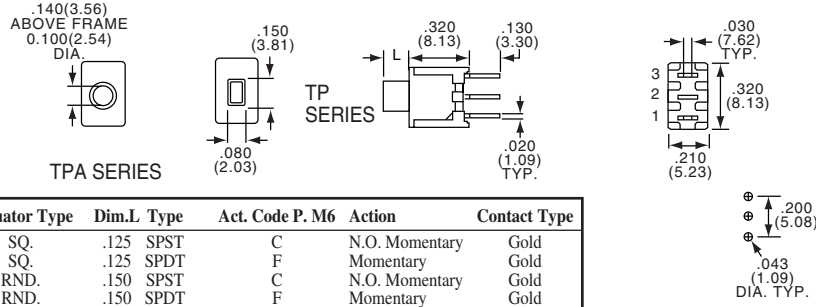 .140(3.56)
ABOVE FRAME
0.100(2.54)
DIA.
.150
(3.81)
.080
(2.03)
TPA SERIES
TP
SERIES
L
.320
(8.13)
.130
(3.30)
.020
(1.09)
TYP.
.030
(7.62)
TYP.
3
2
1
.320
(8.13)
.210
(5.23)
.200
(5.08)
.043
(1.09)
DIA. TYP.
uator Type Dim.L Type Act. Code P. M6 Action Contact Type
SQ. .125 SPST C N.O. Momentary Gold
SQ. .125 SPDT F Momentary Gold
RND. .150 SPST C N.O. Momentary Gold
RND. .150 SPDT F Momentary Gold